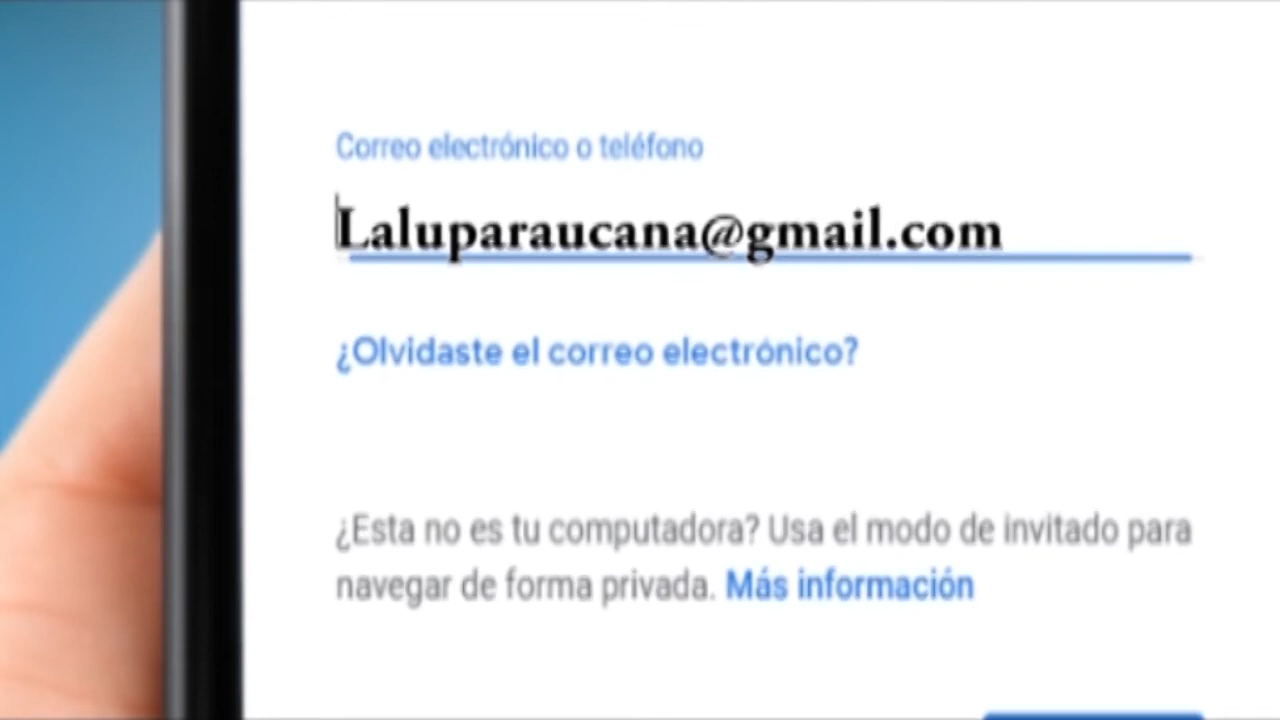 Correo electrónico o teléfono
Laluparaucana@gmail.com
¿Olvidaste el correo electrónico?
¿Esta no es tu computadora? Usa el modo de invitado para
navegar de forma privada. Más información